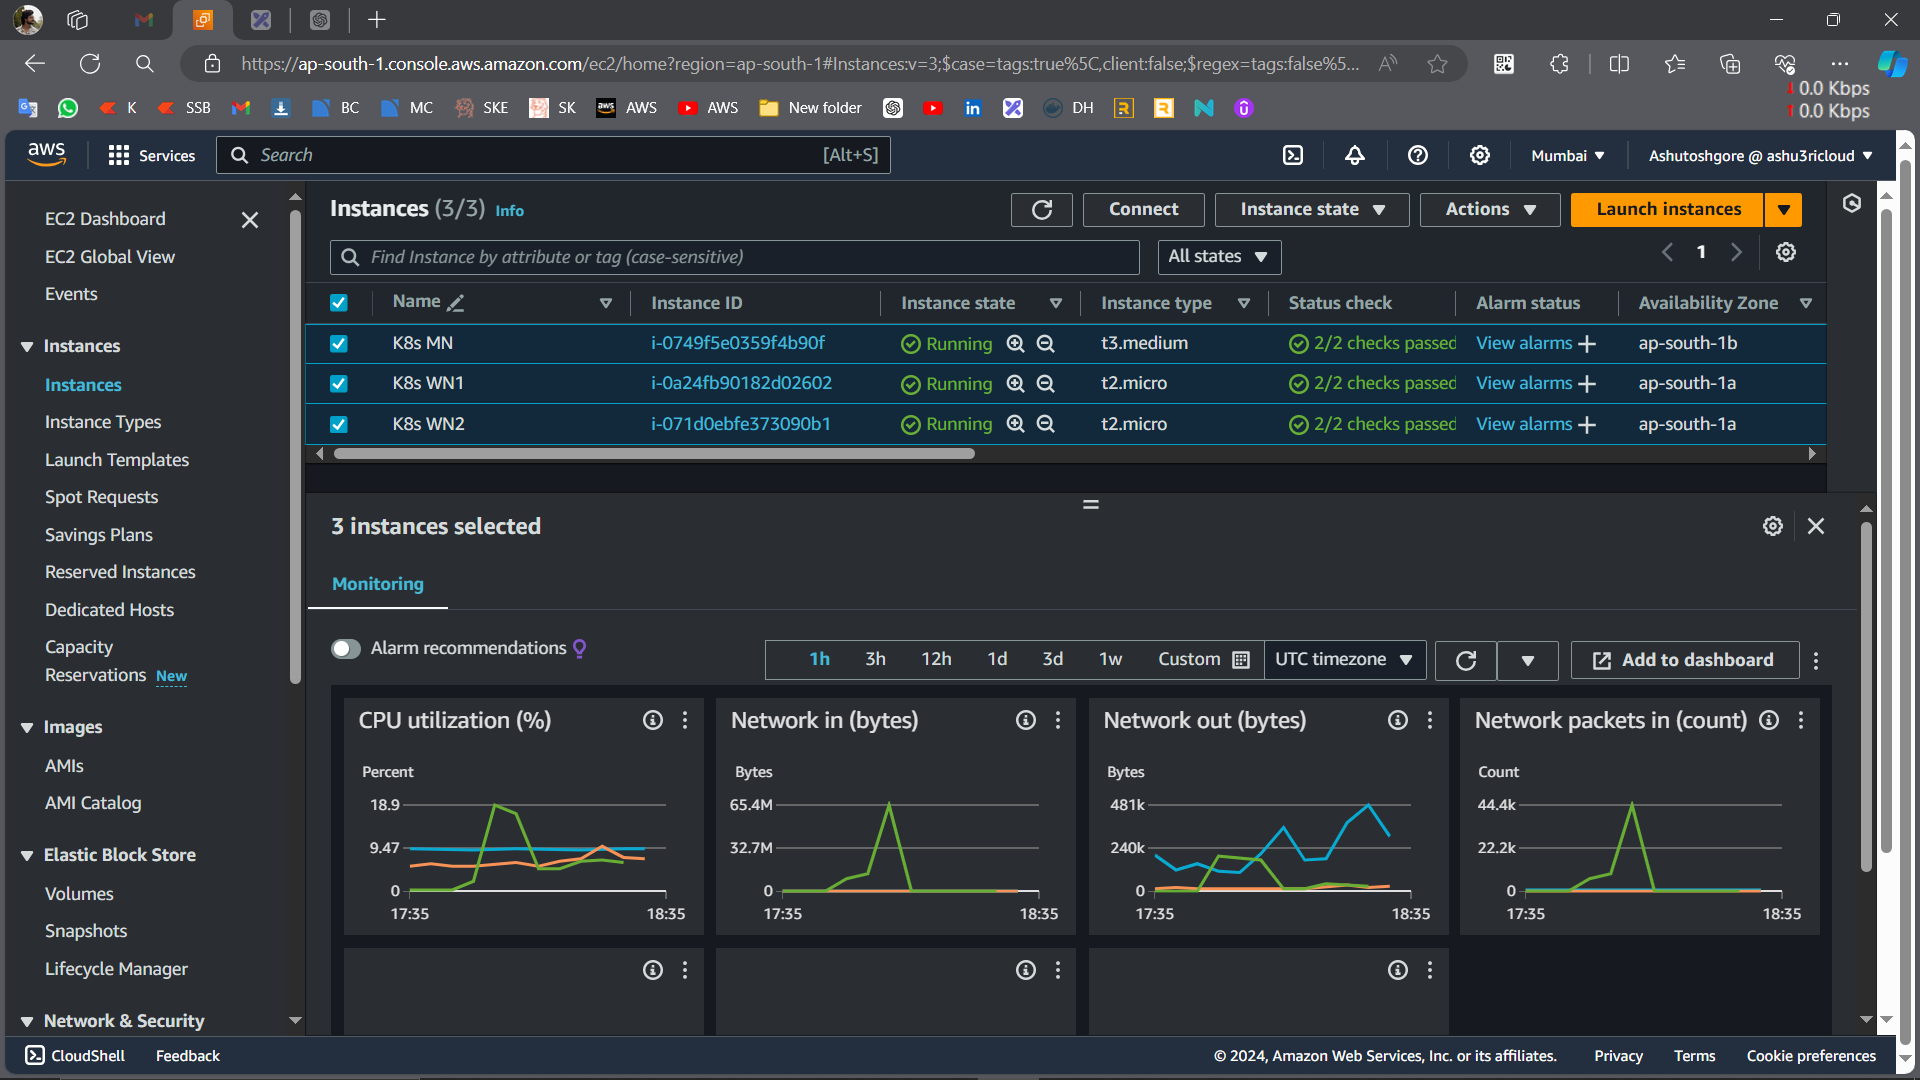 https://ap-south-1.console.aws.amazon.com/ec2/home?region=ap-south-1#Instances:v=3;$case=tags:true%5C,client:false;$regex=tags:false%5...
K
SSB
BC
MC
SKE
SK
aws AWS
AWS
New folder
in
DH
0.0 Kbps
0.0 Kbps
aws
Services
Search
[Alt+S]
Mumbai
Ashutoshgore @ ashu3ricloud
EC2 Dashboard
EC2 Global View
Events
Instances
Instances
Instance Types
Launch Templates
Spot Requests
Savings Plans
Reserved Instances
Dedicated Hosts
Capacity
Reservations New
Images
AMIs
AMI Catalog
Elastic Block Store
Volumes
Snapshots
Lifecycle Manager
Network & Security
Instances (3/3) Info
Connect
Instance state
Actions
Launch instances
Find Instance by attribute or tag (case-sensitive)
All states
1
Name Instance ID Instance state Instance type Status check Alarm status Availability Zone
K8s MN i-0749f5e0359f4b90f Running t3.medium 2/2 checks passed View alarms ap-south-1b
K8s WN1 i-0a24fb90182d02602 Running t2.micro 2/2 checks passed View alarms ap-south-1a
K8s WN2 i-071d0ebfe373090b1 Running t2.micro 2/2 checks passed View alarms ap-south-1a
3 instances selected
Monitoring
Alarm recommendations
1h 3h 12h 1d 3d 1w Custom
UTC timezone
Add to dashboard
CPU utilization (%)
Percent
18.9
9.47
0
17:35 18:35
Network in (bytes)
Bytes
65.4M
32.7M
0
17:35 18:35
Network out (bytes)
Bytes
481k
240k
0
17:35 18:35
Network packets in (count)
Count
44.4k
22.2k
0
17:35 18:35
CloudShell
Feedback
© 2024, Amazon Web Services, Inc. or its affiliates.
Privacy
Terms
Cookie preferences